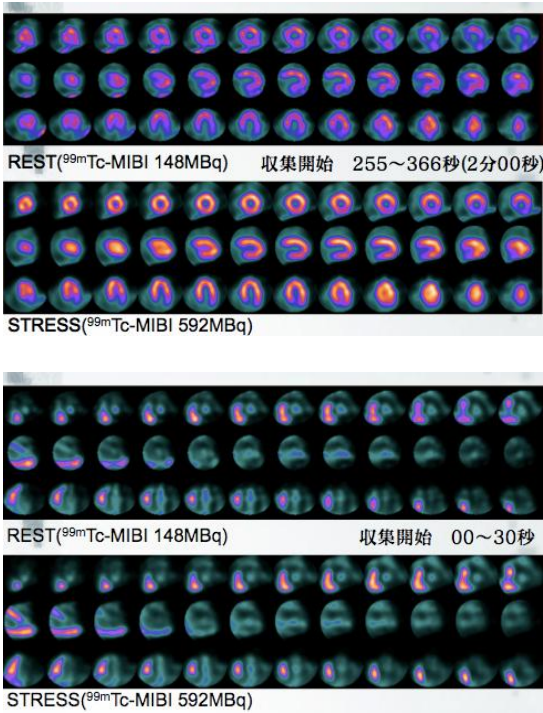 REST(99mTc-MIBI 148MBq) 収集開始 255〜366秒(2分00秒)
STRESS(99mTc-MIBI 592MBq)
REST(99mTc-MIBI 148MBq) 収集開始 00〜30秒
STRESS(99mTc-MIBI 592MBq)